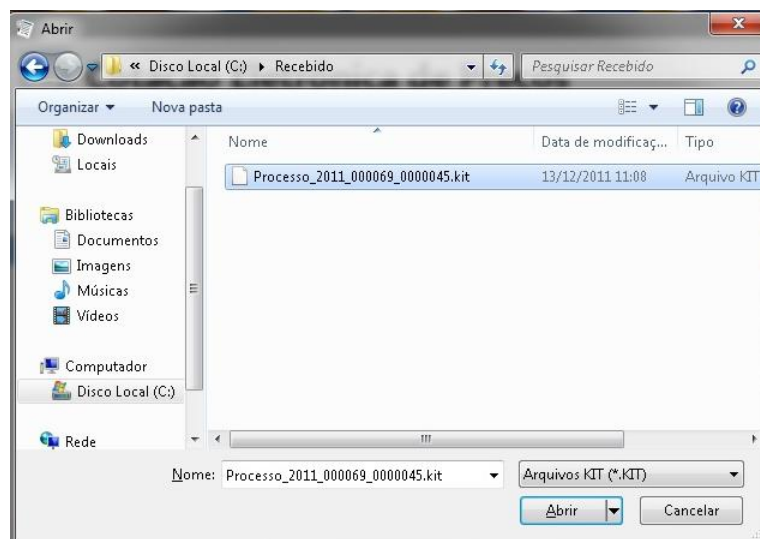 Abrir
« Disco Local (C:) ▸ Recebido
Pesquisar Recebido
Organizar
Nova pasta
Downloads
Locais
Bibliotecas
Documentos
Imagens
Músicas
Vídeos
Computador
Disco Local (C:)
Rede
Nome
Data de modificaç...
Tipo
Processo_2011_000069_0000045.kit
13/12/2011 11:08
Arquivo KIT
Nome: Processo_2011_000069_0000045.kit
Arquivos KIT (*.KIT)
Abrir
Cancelar